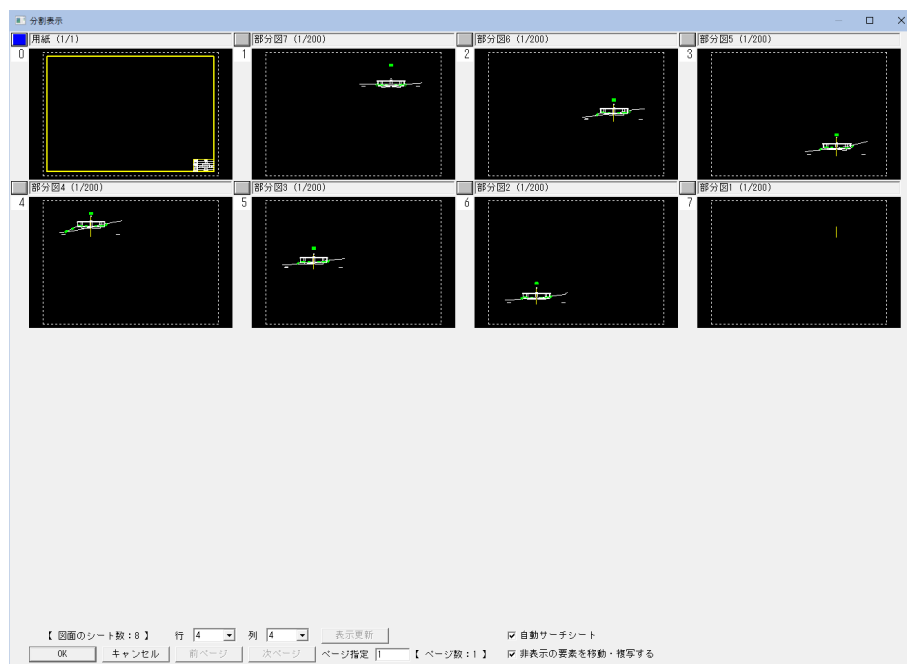 分割表示
用紙 (1/1)
部分図7 (1/200)
部分図6 (1/200)
部分図5 (1/200)
0
1
2
3
部分図4 (1/200)
部分図3 (1/200)
部分図2 (1/200)
部分図1 (1/200)
4
5
6
7
【 図面のシート数：8 】 行 4 列 4 表示更新 自動サーチシート
OK キャンセル 前ページ 次ページ ページ指定 1 【 ページ数：1 】 非表示の要素を移動・複写する